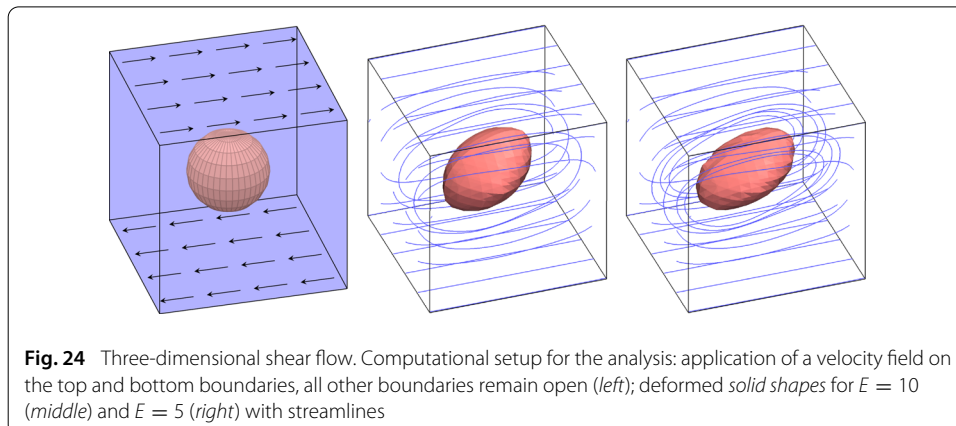 Fig. 24 Three-dimensional shear flow. Computational setup for the analysis: application of a velocity field on
the top and bottom boundaries, all other boundaries remain open (left); deformed solid shapes for E = 10
(middle) and E = 5 (right) with streamlines